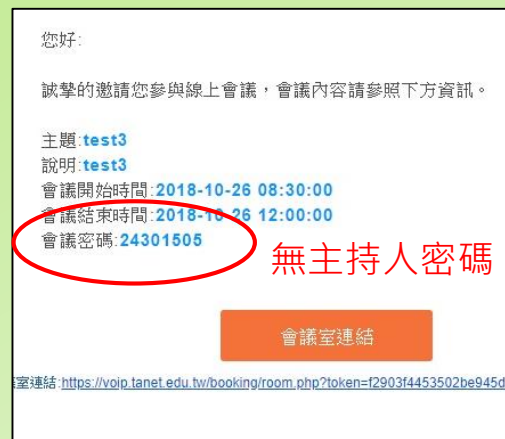 您好:
誠摯的邀請您參與線上會議，會議內容請參照下方資訊。
主題:test3
說明:test3
會議開始時間:2018-10-26 08:30:00
會議結束時間:2018-10-26 12:00:00
會議密碼:24301505
無主持人密碼
會議室連結
室連結:https://voip.tanet.edu.tw/booking/room.php?token=f2903f4453502be945d